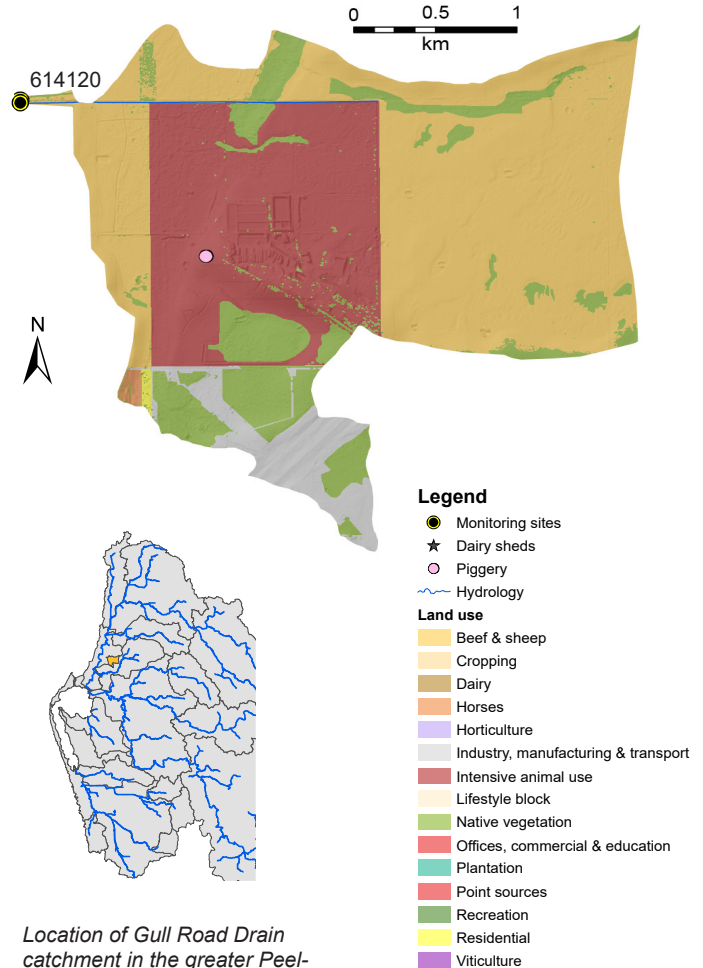 0 0.5 1
km
614120
N
Legend
Monitoring sites
Dairy sheds
Piggery
Hydrology
Land use
Beef & sheep
Cropping
Dairy
Horses
Horticulture
Industry, manufacturing & transport
Intensive animal use
Lifestyle block
Native vegetation
Offices, commercial & education
Plantation
Point sources
Recreation
Residential
Viticulture
Location of Gull Road Drain
catchment in the greater Peel-